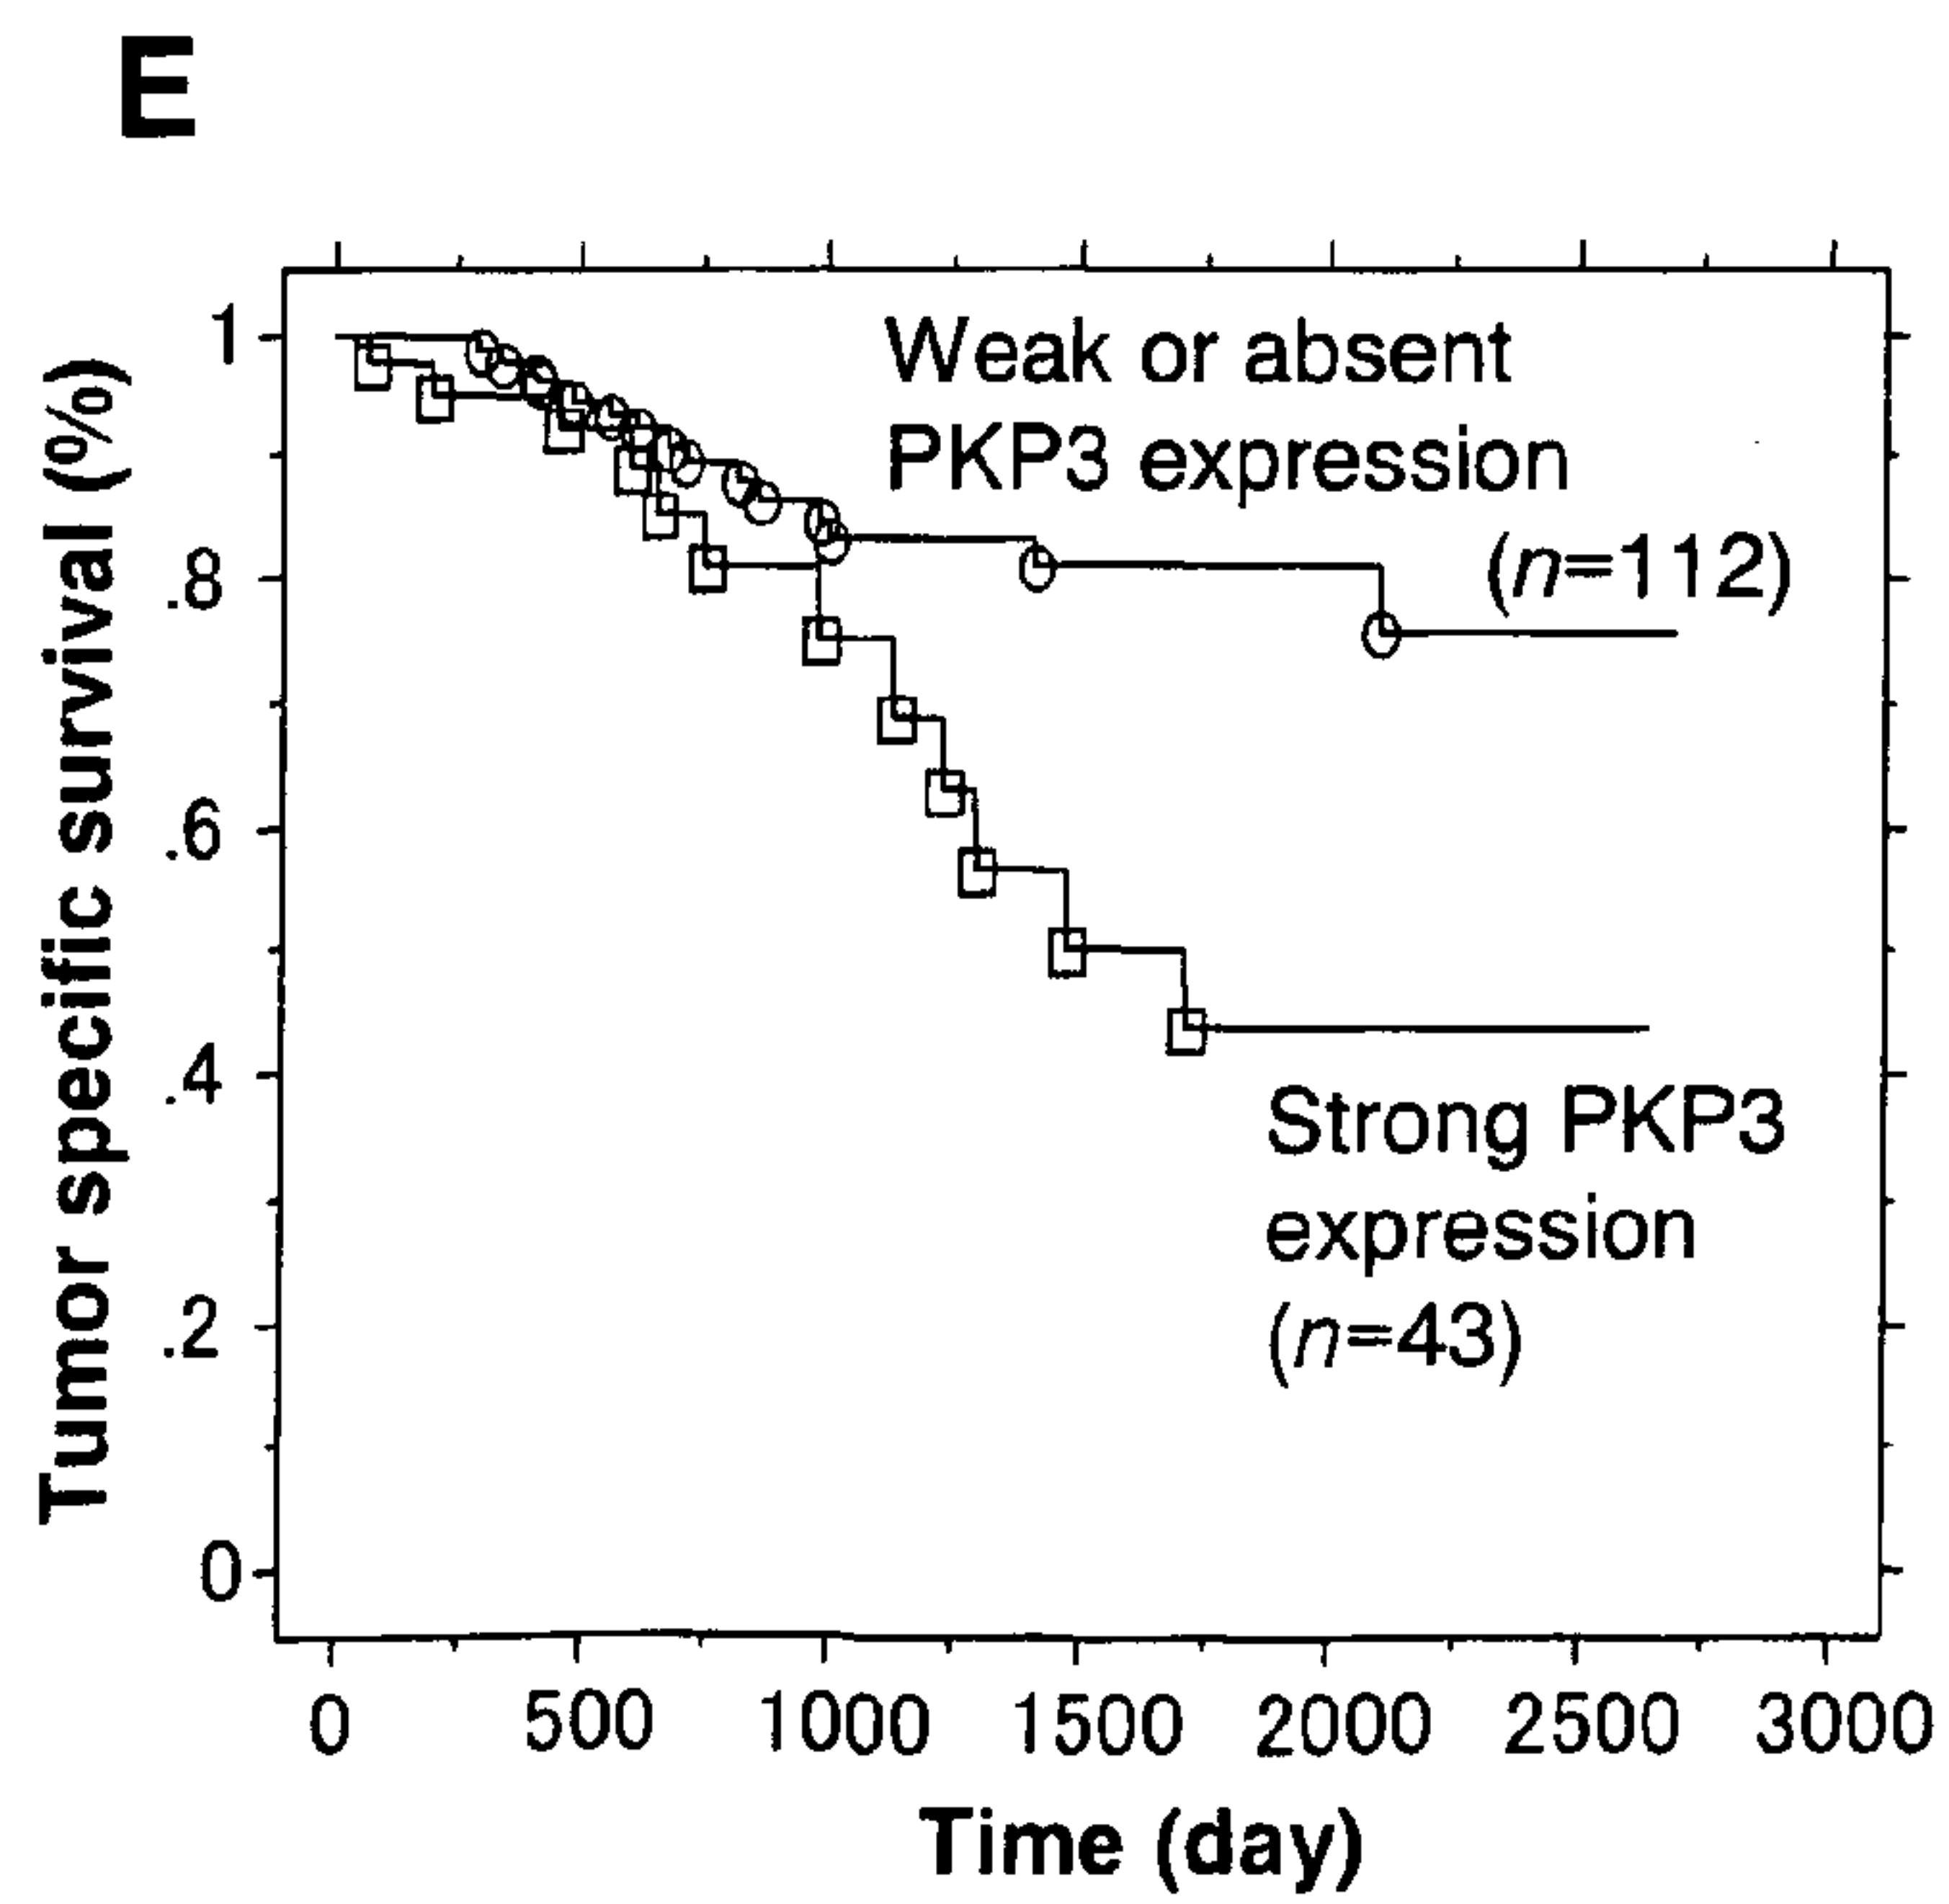 E
Tumor specific survival (%)
1
.8
.6
.4
.2
0
Weak or absent
PKP3 expression
(n=112)
Strong PKP3
expression
(n=43)
0 500 1000 1500 2000 2500 3000
Time (day)